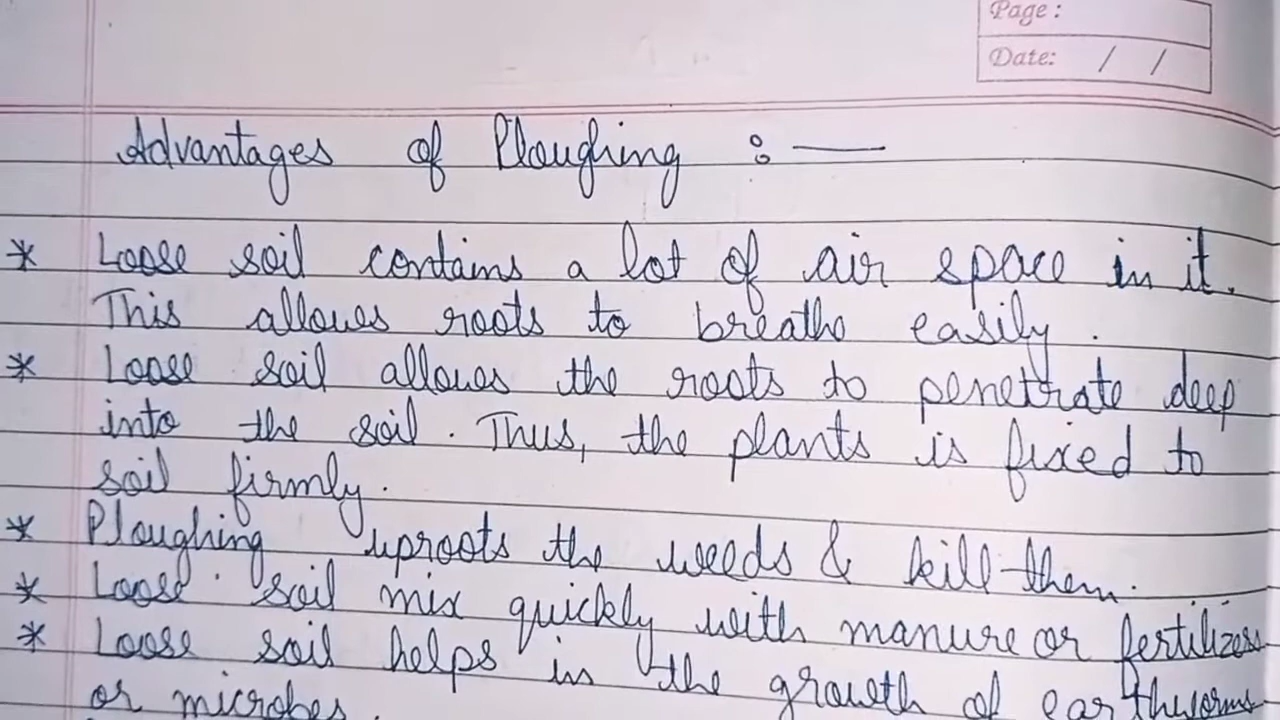 Page:
Date: / /
Advantages of Ploughing :—
* Loose soil contains a lot of air space in it.
This allows roots to breathe easily.
* Loose soil allows the roots to penetrate deep
into the soil. Thus, the plants is fixed to
soil firmly.
* Ploughing uproots the weeds & kill them.
* Loose soil mix quickly with manure or fertilizers
* Loose soil helps in the growth of earthworms
or microbes.